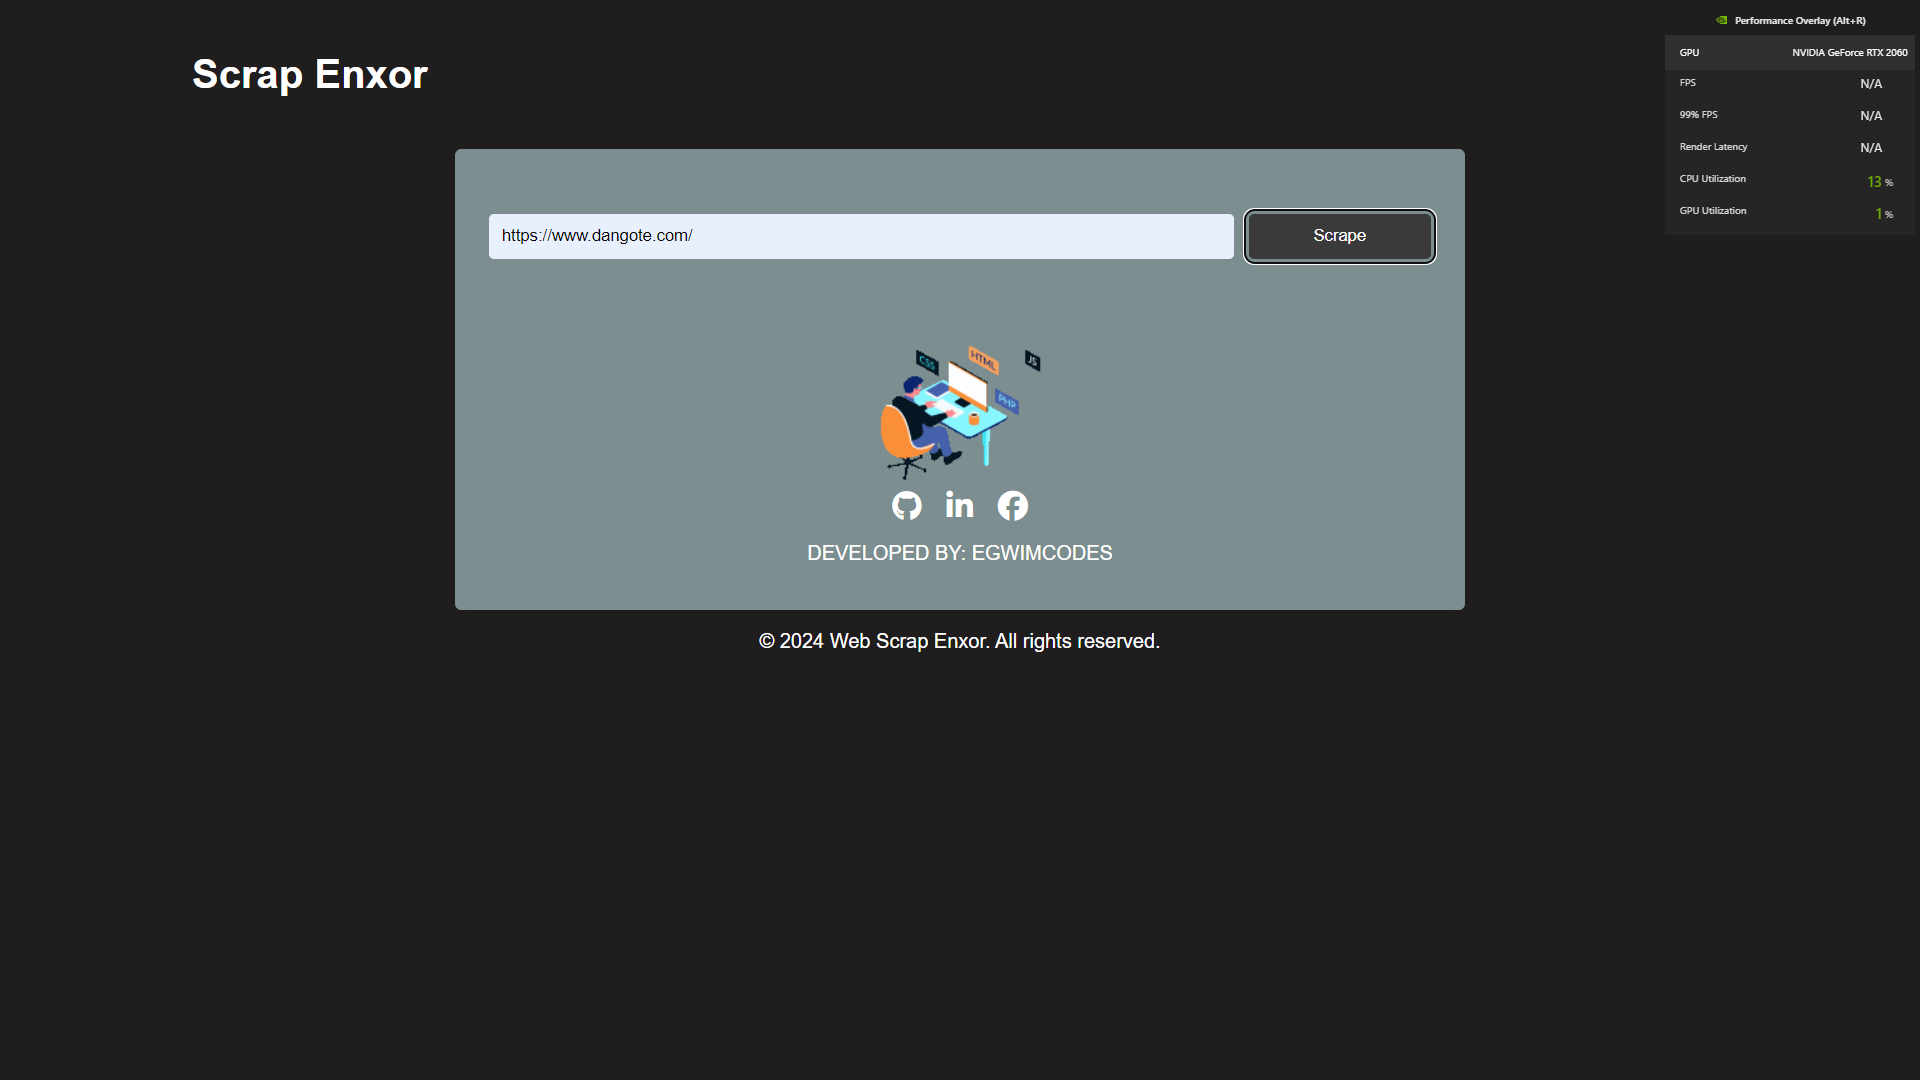 Scrap Enxor
https://www.dangote.com/
Scrape
CSS
HTML
JS
PHP
DEVELOPED BY: EGWIMCODES
© 2024 Web Scrap Enxor. All rights reserved.
Performance Overlay (Alt+R)
GPU NVIDIA GeForce RTX 2060
FPS N/A
99% FPS N/A
Render Latency N/A
CPU Utilization 13 %
GPU Utilization 1 %